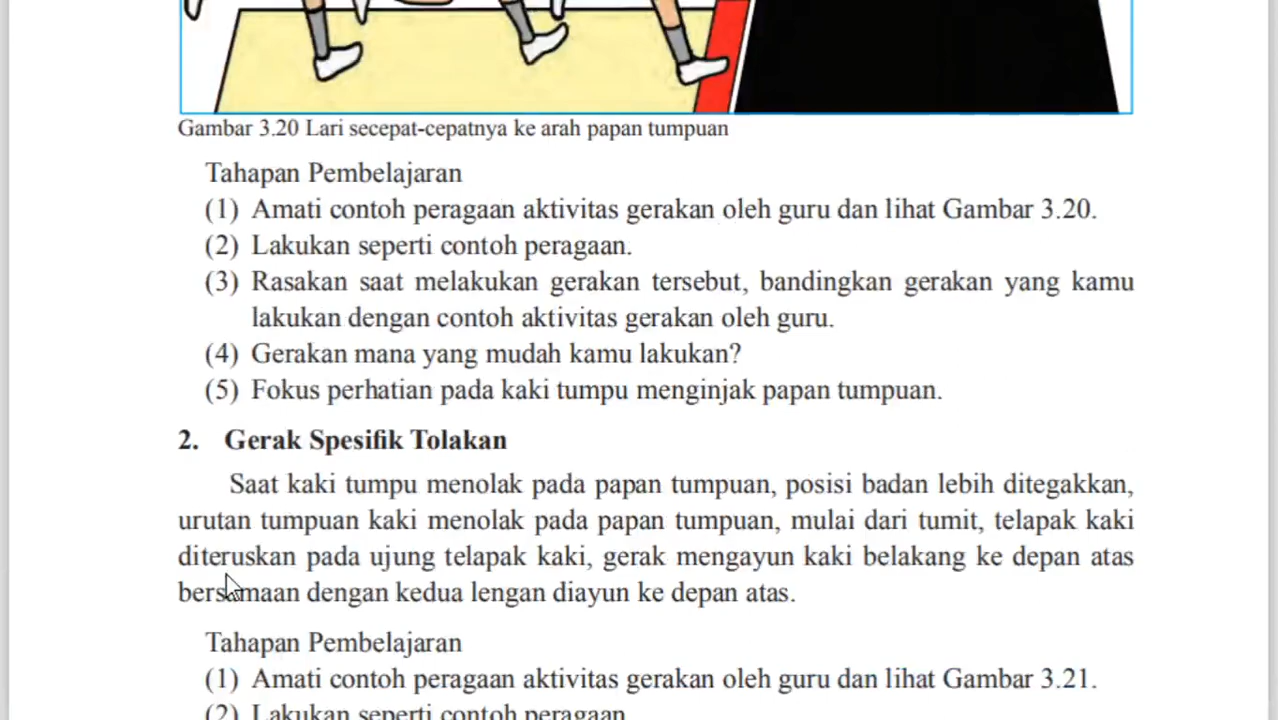 Gambar 3.20 Lari secepat-cepatnya ke arah papan tumpuan
Tahapan Pembelajaran
(1) Amati contoh peragaan aktivitas gerakan oleh guru dan lihat Gambar 3.20.
(2) Lakukan seperti contoh peragaan.
(3) Rasakan saat melakukan gerakan tersebut, bandingkan gerakan yang kamu
lakukan dengan contoh aktivitas gerakan oleh guru.
(4) Gerakan mana yang mudah kamu lakukan?
(5) Fokus perhatian pada kaki tumpu menginjak papan tumpuan.
2. Gerak Spesifik Tolakan
Saat kaki tumpu menolak pada papan tumpuan, posisi badan lebih ditegakkan,
urutan tumpuan kaki menolak pada papan tumpuan, mulai dari tumit, telapak kaki
diteruskan pada ujung telapak kaki, gerak mengayun kaki belakang ke depan atas
bersamaan dengan kedua lengan diayun ke depan atas.
Tahapan Pembelajaran
(1) Amati contoh peragaan aktivitas gerakan oleh guru dan lihat Gambar 3.21.
(2) Lakukan seperti contoh peragaan